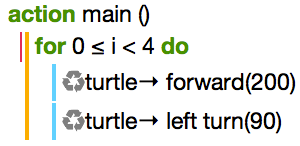 action main ()
for 0 ≤ i < 4 do
♻turtle→ forward(200)
♻turtle→ left turn(90)